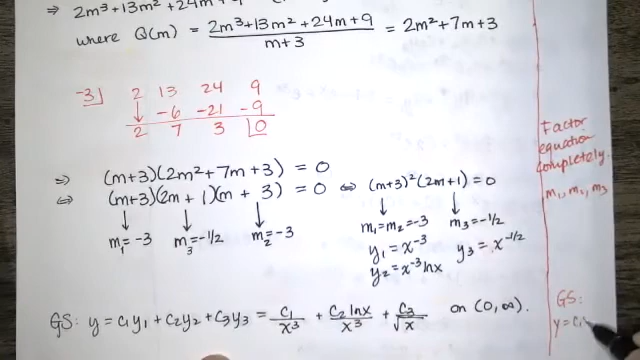 ⇒ 2m³+13m²+24m+9
where Q(m) = (2m³+13m²+24m+9)/(m+3) = 2m²+7m+3
-3| 2 13 24 9
↓ -6 -21 -9
2 7 3 |0
⇒ (m+3)(2m²+7m+3) = 0
⇔ (m+3)(2m+1)(m+3) = 0 ⇔ (m+3)²(2m+1)=0
m₁=-3 m₃=-1/2 m₂=-3
m₁=m₂=-3 m₃=-1/2
y₁=x⁻³ y₃=x^(-1/2)
y₂=x⁻³lnx
GS: y=c₁y₁+c₂y₂+c₃y₃ = c₁/x³ + c₂lnx/x³ + c₃/√x on (0,∞).
Factor
equation
completely.
m₁, m₂, m₃
GS:
y=c₁